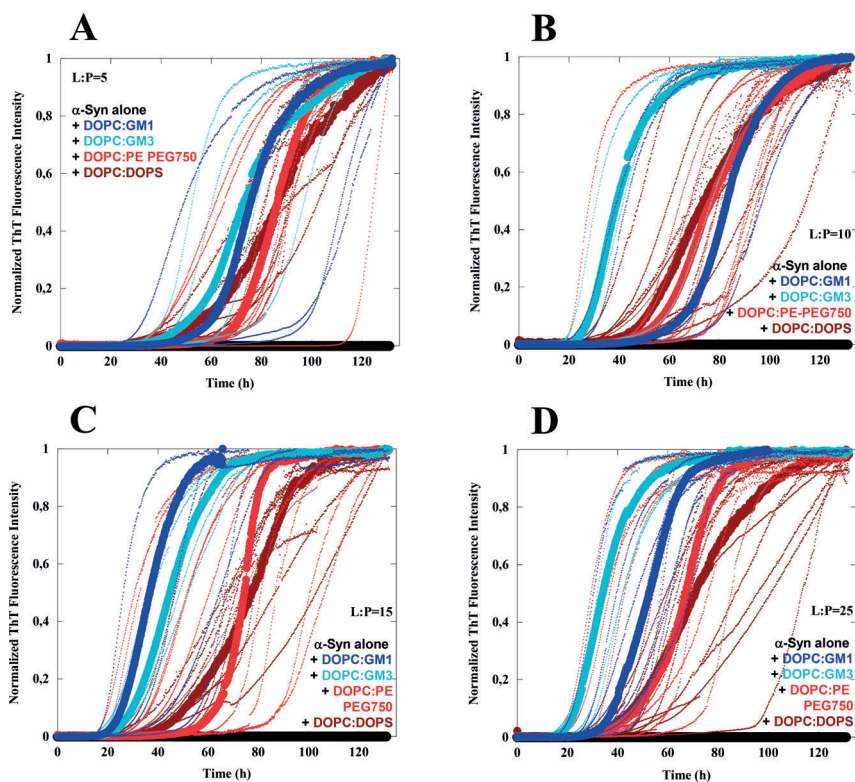 A
Normalized ThT Fluorescence Intensity
1
0,8
0,6
0,4
0,2
0
L:P=5
α-Syn alone
+ DOPC:GM1
+ DOPC:GM3
+ DOPC:PE PEG750
+ DOPC:DOPS
0 20 40 60 80 100 120
Time (h)
B
Normalized ThT Fluorescence Intensity
1
0,8
0,6
0,4
0,2
0
L:P=10
α-Syn alone
+ DOPC:GM1
+ DOPC:GM3
+ DOPC:PE-PEG750
+ DOPC:DOPS
0 20 40 60 80 100 120
Time (h)
C
Normalized ThT Fluorescence Intensity
1
0,8
0,6
0,4
0,2
0
L:P=15
α-Syn alone
+ DOPC:GM1
+ DOPC:GM3
+ DOPC:PE
PEG750
+ DOPC:DOPS
0 20 40 60 80 100 120
Time (h)
D
Normalized ThT Fluorescence Intensity
1
0,8
0,6
0,4
0,2
0
L:P=25
α-Syn alone
+ DOPC:GM1
+ DOPC:GM3
+ DOPC:PE
PEG750
+ DOPC:DOPS
0 20 40 60 80 100 120
Time (h)